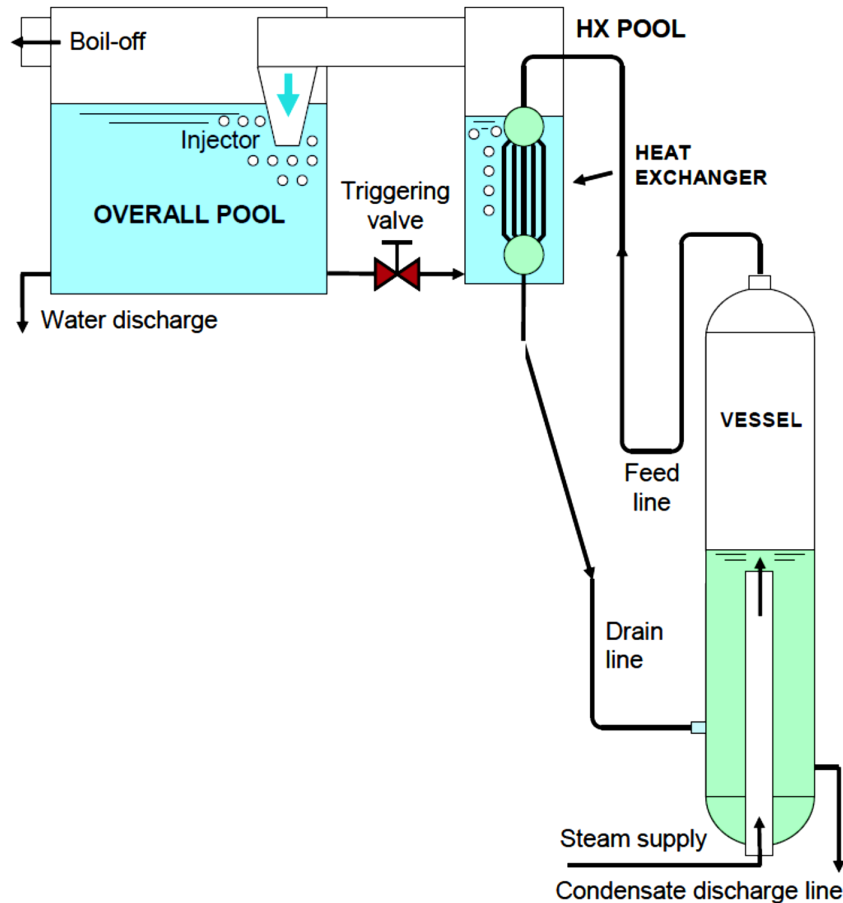 Boil-off
HX POOL
Injector
HEAT
EXCHANGER
OVERALL POOL
Triggering
valve
Water discharge
VESSEL
Feed
line
Drain
line
Steam supply
Condensate discharge line